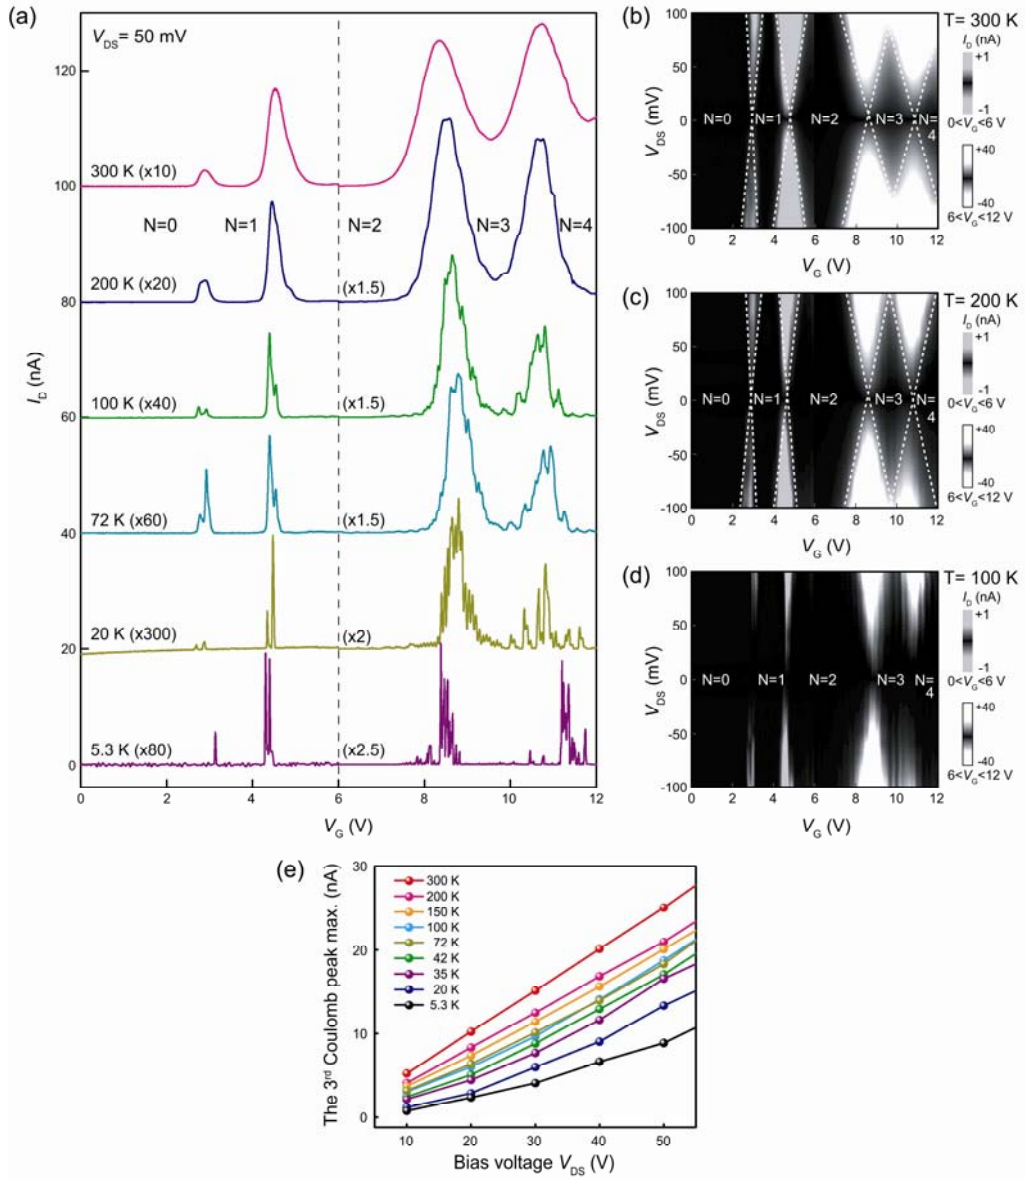 (a)
V_DS= 50 mV
120
300 K (x10)
100
N=0 N=1 N=2 N=3 N=4
200 K (x20) (x1.5)
80
100 K (x40) (x1.5)
60
72 K (x60) (x1.5)
40
20 K (x300) (x2)
20
5.3 K (x80) (x2.5)
0
I_D (nA)
0 2 4 6 8 10 12
V_G (V)
(b)
T= 300 K
100
50
0
-50
-100
V_DS (mV)
N=0 N=1 N=2 N=3 N=
4
0 2 4 6 8 10 12
V_G (V)
I_D (nA)
+1
-1
0<V_G<6 V
+40
-40
6<V_G<12 V
(c)
T= 200 K
100
50
0
-50
-100
V_DS (mV)
N=0 N=1 N=2 N=3 N=
4
0 2 4 6 8 10 12
V_G (V)
I_D (nA)
+1
-1
0<V_G<6 V
+40
-40
6<V_G<12 V
(d)
T= 100 K
100
50
0
-50
-100
V_DS (mV)
N=0 N=1 N=2 N=3 N=
4
0 2 4 6 8 10 12
V_G (V)
I_D (nA)
+1
-1
0<V_G<6 V
+40
-40
6<V_G<12 V
(e)
30
20
10
0
The 3rd Coulomb peak max. (nA)
300 K
200 K
150 K
100 K
72 K
42 K
35 K
20 K
5.3 K
10 20 30 40 50
Bias voltage V_DS (V)